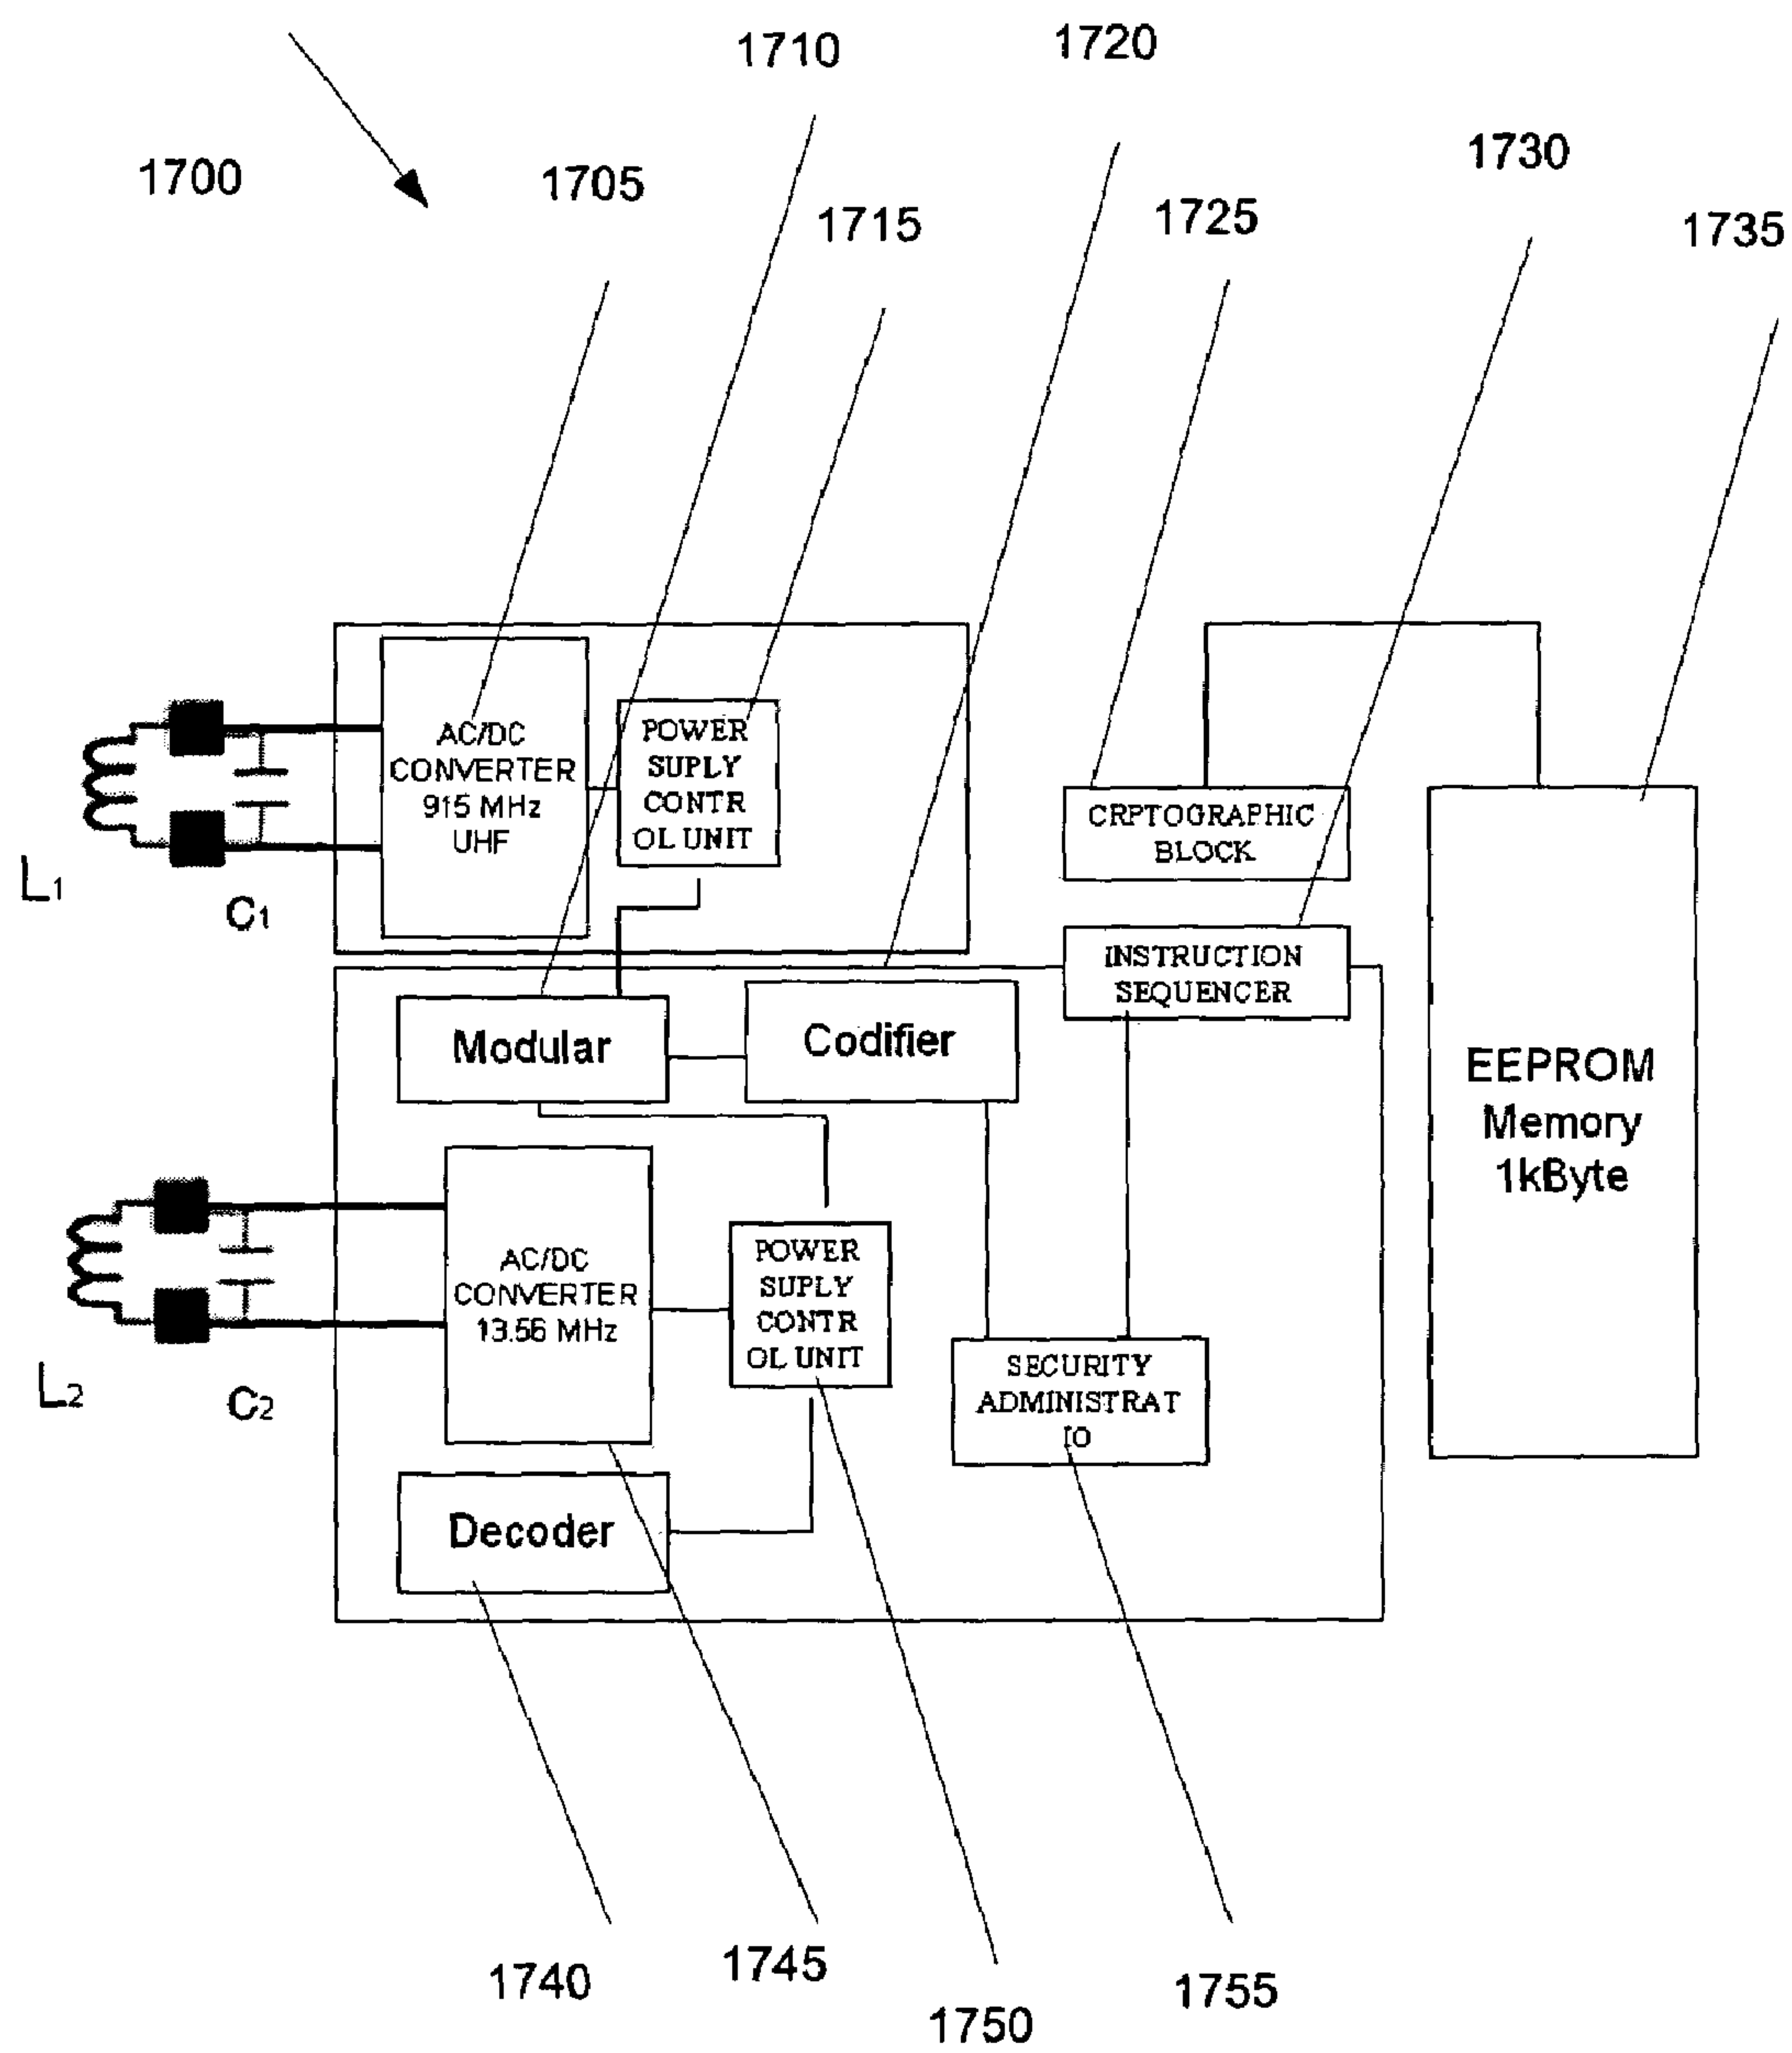 1710
1720
1730
1700
1705
1715
1725
1735
AC/DC
CONVERTER
915 MHz
UHF
POWER
SUPLY
CONTR
OL UNIT
L1
C1
CRPTOGRAPHIC
BLOCK
INSTRUCTION
SEQUENCER
Modular
Codifier
EEPROM
Memory
1kByte
AC/DC
CONVERTER
13.56 MHz
POWER
SUPLY
CONTR
OL UNIT
L2
C2
SECURITY
ADMINISTRAT
IO
Decoder
1740
1745
1750
1755